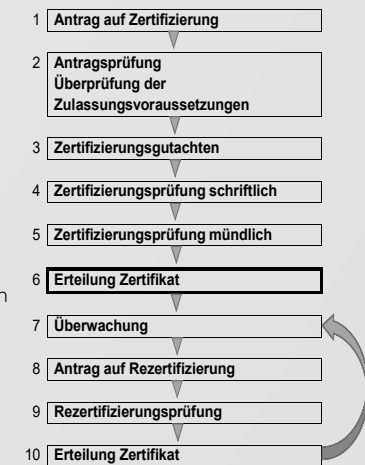 1 Antrag auf Zertifizierung
2 Antragsprüfung
Überprüfung der
Zulassungsvoraussetzungen
3 Zertifizierungsgutachten
4 Zertifizierungsprüfung schriftlich
5 Zertifizierungsprüfung mündlich
6 Erteilung Zertifikat
7 Überwachung
8 Antrag auf Rezertifizierung
9 Rezertifizierungsprüfung
10 Erteilung Zertifikat